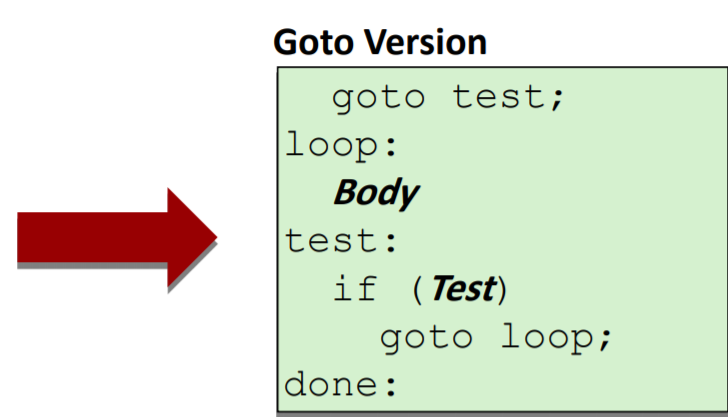 Goto Version
goto test;
loop:
Body
test:
if (Test)
goto loop;
done: